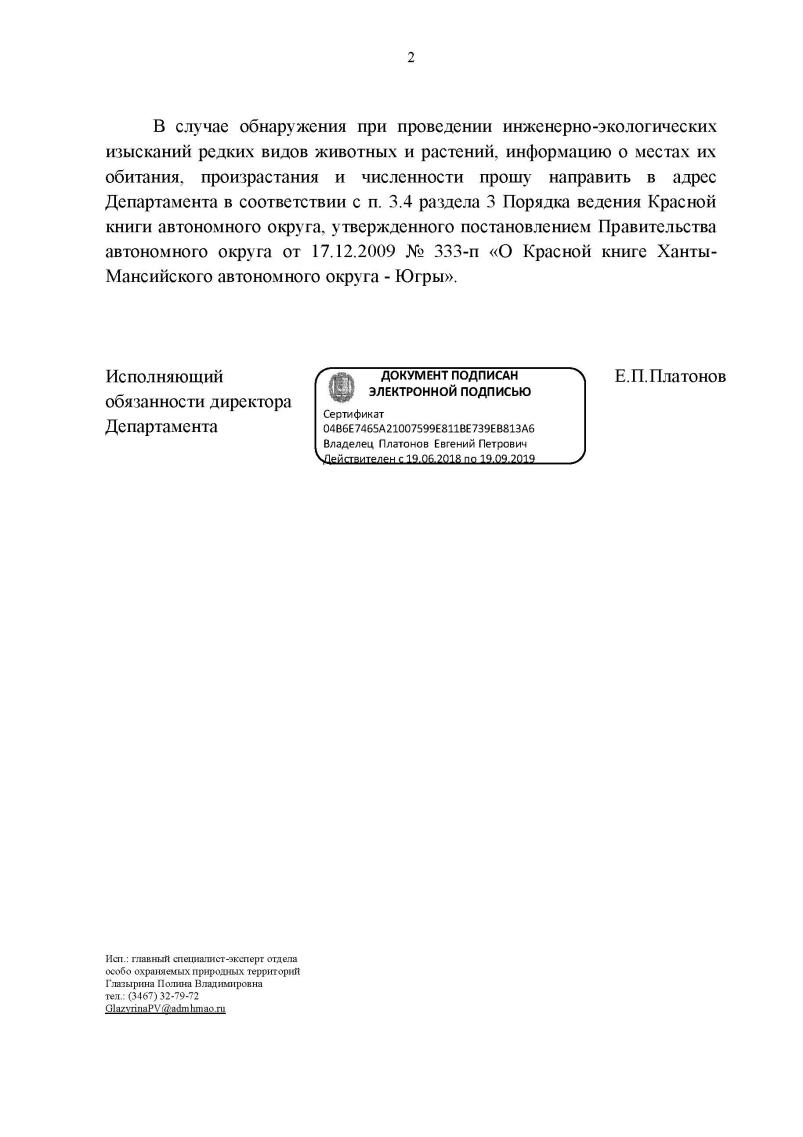 2
В случае обнаружения при проведении инженерно-экологических
изысканий редких видов животных и растений, информацию о местах их
обитания, произрастания и численности прошу направить в адрес
Департамента в соответствии с п. 3.4 раздела 3 Порядка ведения Красной
книги автономного округа, утвержденного постановлением Правительства
автономного округа от 17.12.2009 № 333-п «О Красной книге Ханты-
Мансийского автономного округа - Югры».
Исполняющий
обязанности директора
Департамента
ДОКУМЕНТ ПОДПИСАН
ЭЛЕКТРОННОЙ ПОДПИСЬЮ
Сертификат
04B6E7465A21007599E811BE739EB813A6
Владелец Платонов Евгений Петрович
Действителен с 19.06.2018 по 19.09.2019
Е.П.Платонов
Исп.: главный специалист-эксперт отдела
особо охраняемых природных территорий
Глазырина Полина Владимировна
тел.: (3467) 32-79-72
GlazyrinaPV@admhmao.ru